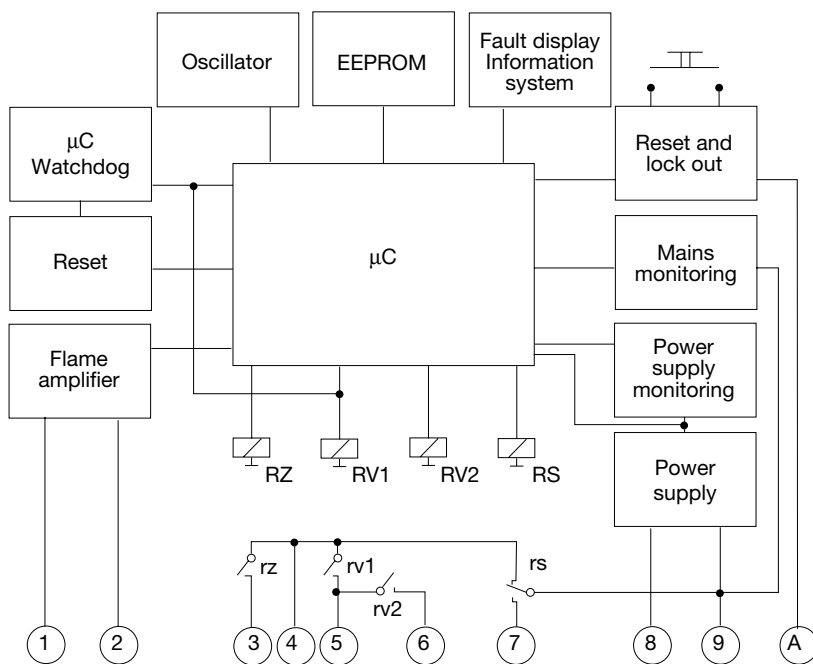 Oscillator
EEPROM
Fault display
Information
system
μC
Watchdog
Reset and
lock out
Reset
μC
Mains
monitoring
Flame
amplifier
Power
supply
monitoring
RZ
RV1
RV2
RS
Power
supply
rz
rv1
rs
rv2
1
2
3
4
5
6
7
8
9
A